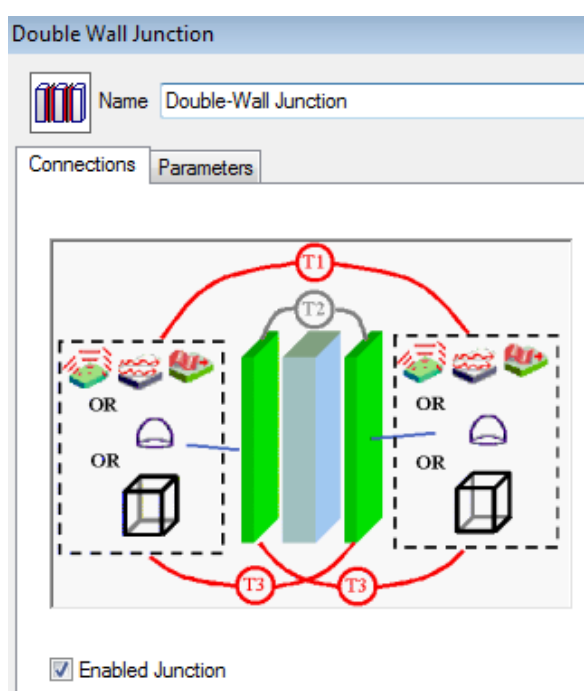 Double Wall Junction
Name Double-Wall Junction
Connections Parameters
T1
T2
OR OR
OR OR
T3 T3
Enabled Junction